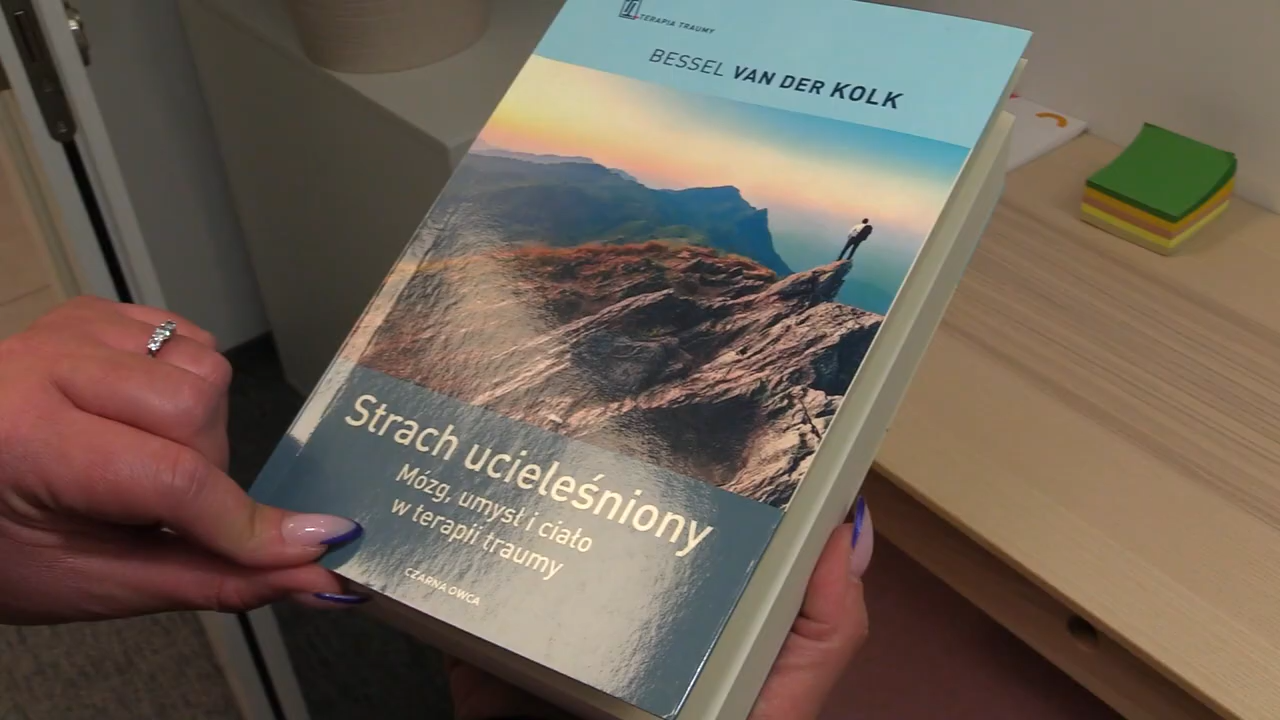 TERAPIA TRAUMY
BESSEL VAN DER KOLK
Strach ucieleśniony
Mózg, umysł i ciało
w terapii traumy
CZARNA OWCA